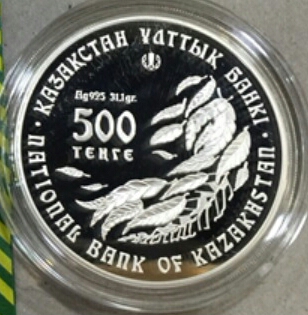 ҚАЗАҚСТАН ҰЛТТЫҚ БАНКІ
Ag925 31.1gr.
500
ТЕҢГЕ
NATIONAL BANK OF KAZAKHSTAN